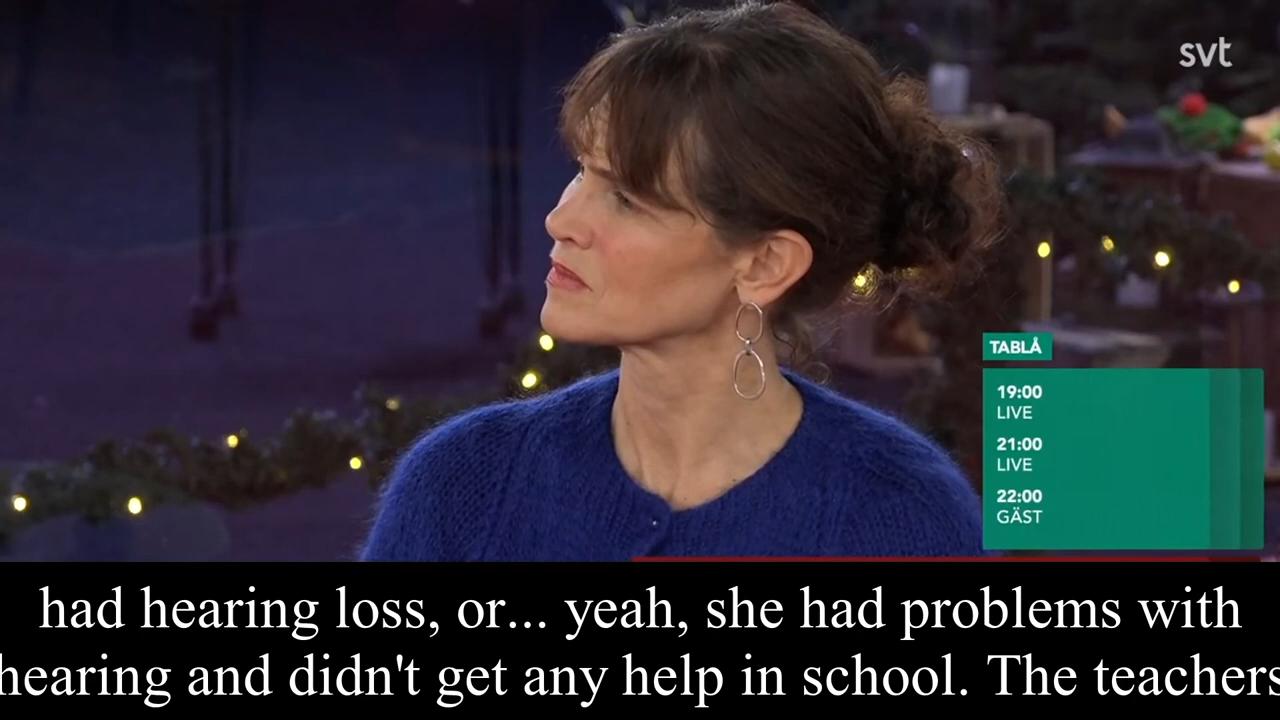 svt
TABLÅ
19:00
LIVE
21:00
LIVE
22:00
GÄST
had hearing loss, or... yeah, she had problems with
hearing and didn't get any help in school. The teachers